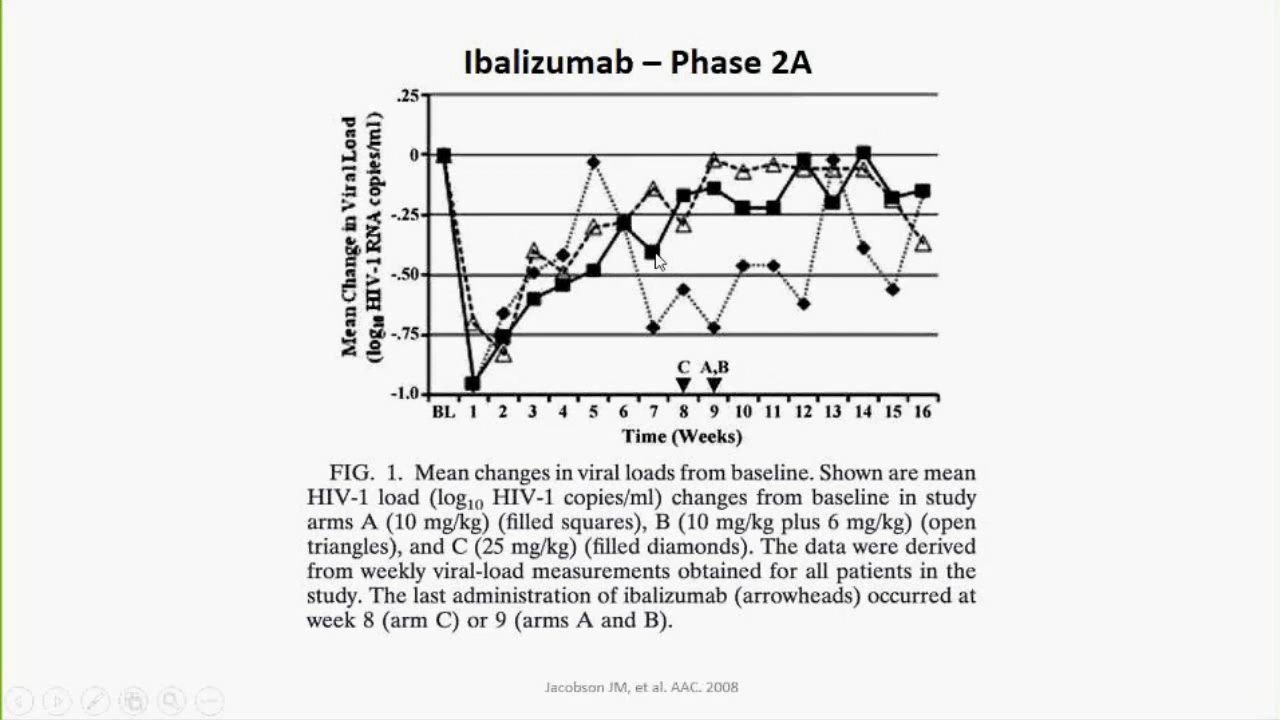 Ibalizumab – Phase 2A
Mean Change in Viral Load
(log10 HIV-1 RNA copies/ml)
.25
0
-.25
-.50
-.75
-1.0
C A,B
BL 1 2 3 4 5 6 7 8 9 10 11 12 13 14 15 16
Time (Weeks)
FIG. 1. Mean changes in viral loads from baseline. Shown are mean
HIV-1 load (log10 HIV-1 copies/ml) changes from baseline in study
arms A (10 mg/kg) (filled squares), B (10 mg/kg plus 6 mg/kg) (open
triangles), and C (25 mg/kg) (filled diamonds). The data were derived
from weekly viral-load measurements obtained for all patients in the
study. The last administration of ibalizumab (arrowheads) occurred at
week 8 (arm C) or 9 (arms A and B).
Jacobson JM, et al. AAC. 2008